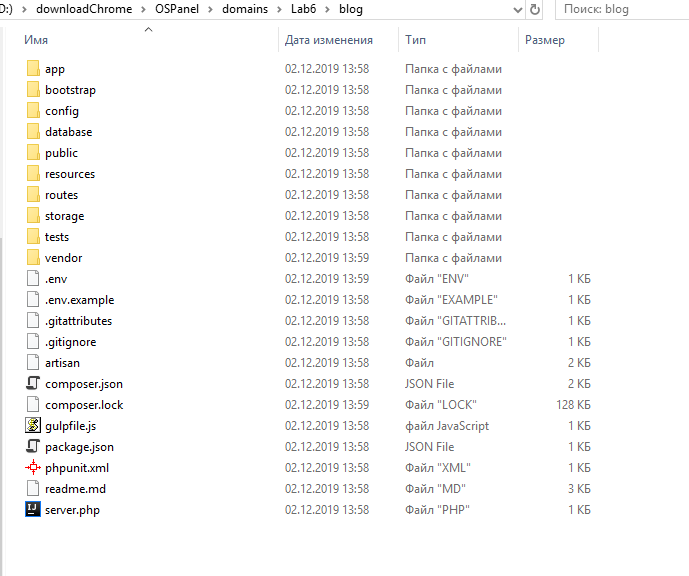 D:) > downloadChrome > OSPanel > domains > Lab6 > blog Поиск: blog
Имя Дата изменения Тип Размер
app 02.12.2019 13:58 Папка с файлами
bootstrap 02.12.2019 13:58 Папка с файлами
config 02.12.2019 13:58 Папка с файлами
database 02.12.2019 13:58 Папка с файлами
public 02.12.2019 13:58 Папка с файлами
resources 02.12.2019 13:58 Папка с файлами
routes 02.12.2019 13:58 Папка с файлами
storage 02.12.2019 13:58 Папка с файлами
tests 02.12.2019 13:58 Папка с файлами
vendor 02.12.2019 13:59 Папка с файлами
.env 02.12.2019 13:59 Файл "ENV" 1 КБ
.env.example 02.12.2019 13:58 Файл "EXAMPLE" 1 КБ
.gitattributes 02.12.2019 13:58 Файл "GITATTRIB... 1 КБ
.gitignore 02.12.2019 13:58 Файл "GITIGNORE" 1 КБ
artisan 02.12.2019 13:58 Файл 2 КБ
composer.json 02.12.2019 13:58 JSON File 2 КБ
composer.lock 02.12.2019 13:59 Файл "LOCK" 128 КБ
gulpfile.js 02.12.2019 13:58 файл JavaScript 1 КБ
package.json 02.12.2019 13:58 JSON File 1 КБ
phpunit.xml 02.12.2019 13:58 Файл "XML" 1 КБ
readme.md 02.12.2019 13:58 Файл "MD" 3 КБ
server.php 02.12.2019 13:58 Файл "PHP" 1 КБ